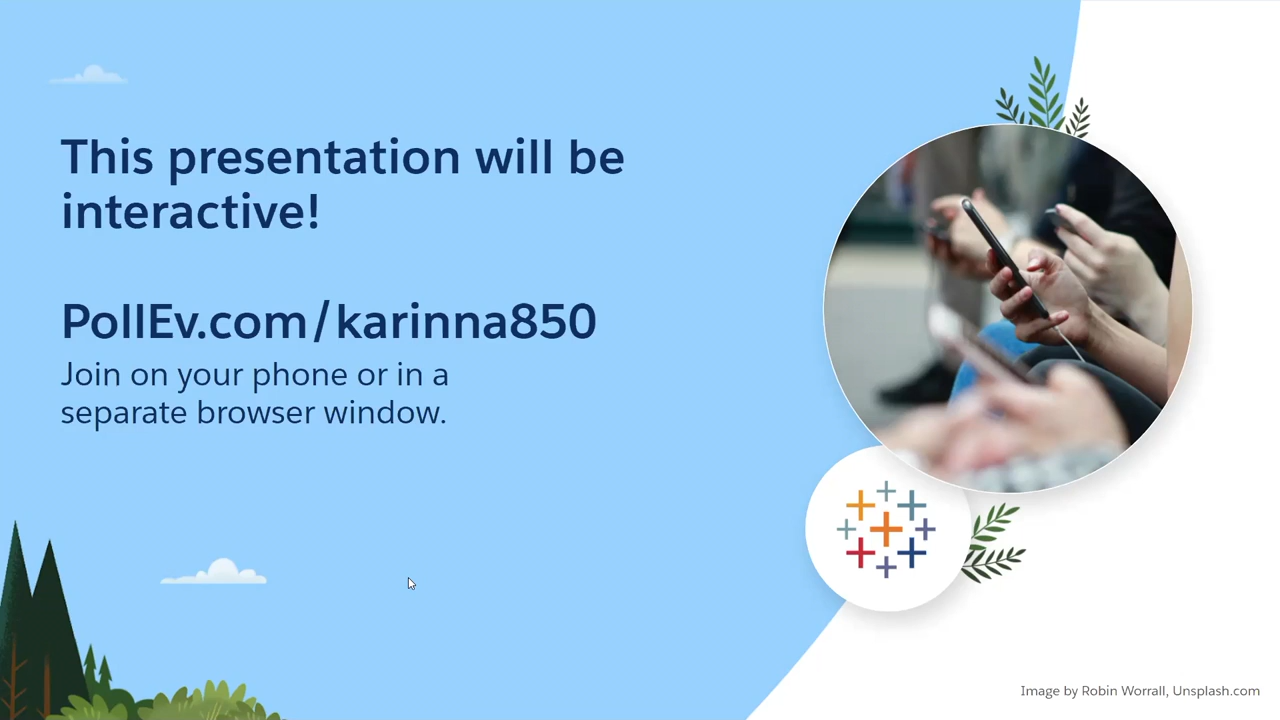 This presentation will be
interactive!
PollEv.com/karinna850
Join on your phone or in a
separate browser window.
Image by Robin Worrall, Unsplash.com